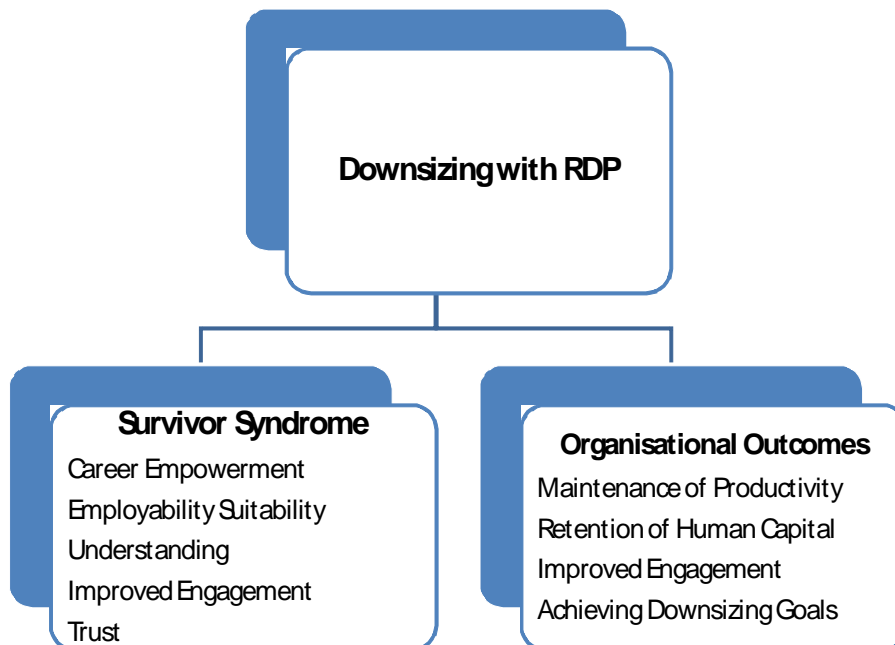 Downsizing with RDP
Survivor Syndrome
Career Empowerment
Employability Suitability
Understanding
Improved Engagement
Trust
Organisational Outcomes
Maintenance of Productivity
Retention of Human Capital
Improved Engagement
Achieving Downsizing Goals